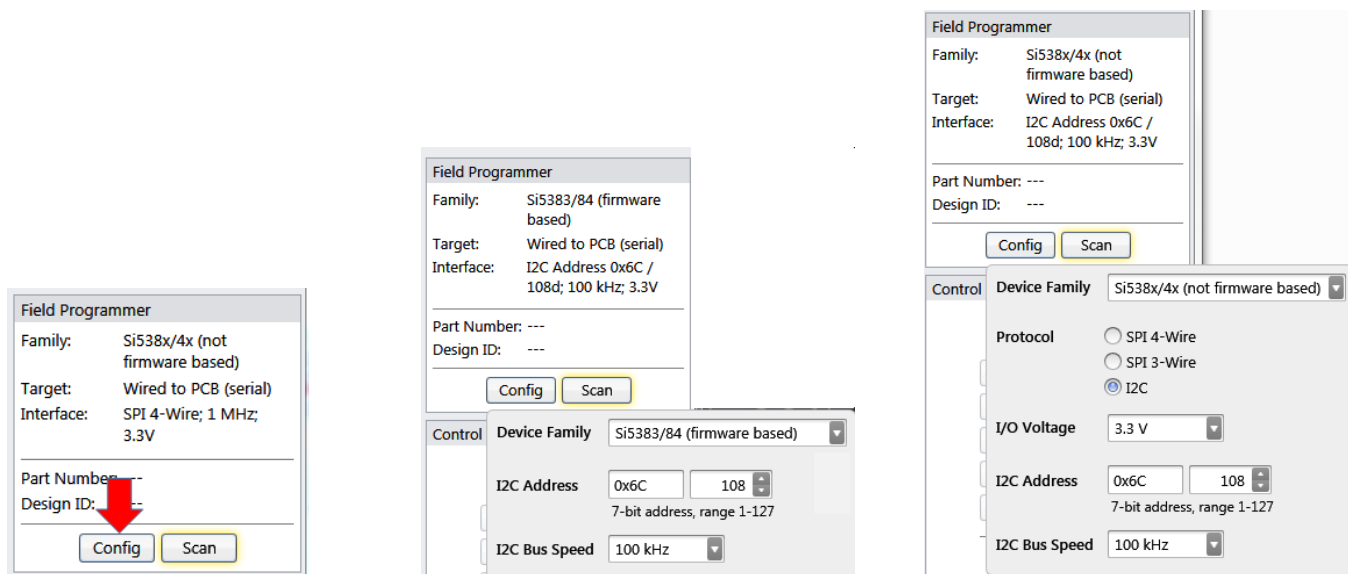 Field Programmer
Family: Si538x/4x (not
firmware based)
Target: Wired to PCB (serial)
Interface: SPI 4-Wire; 1 MHz;
3.3V
Part Number: ---
Design ID: ---
Config Scan
Field Programmer
Family: Si5383/84 (firmware
based)
Target: Wired to PCB (serial)
Interface: I2C Address 0x6C /
108d; 100 kHz; 3.3V
Part Number: ---
Design ID: ---
Config Scan
Control Device Family Si5383/84 (firmware based)
I2C Address 0x6C 108
7-bit address, range 1-127
I2C Bus Speed 100 kHz
Field Programmer
Family: Si538x/4x (not
firmware based)
Target: Wired to PCB (serial)
Interface: I2C Address 0x6C /
108d; 100 kHz; 3.3V
Part Number: ---
Design ID: ---
Config Scan
Control Device Family Si538x/4x (not firmware based)
Protocol SPI 4-Wire
SPI 3-Wire
I2C
I/O Voltage 3.3 V
I2C Address 0x6C 108
7-bit address, range 1-127
I2C Bus Speed 100 kHz